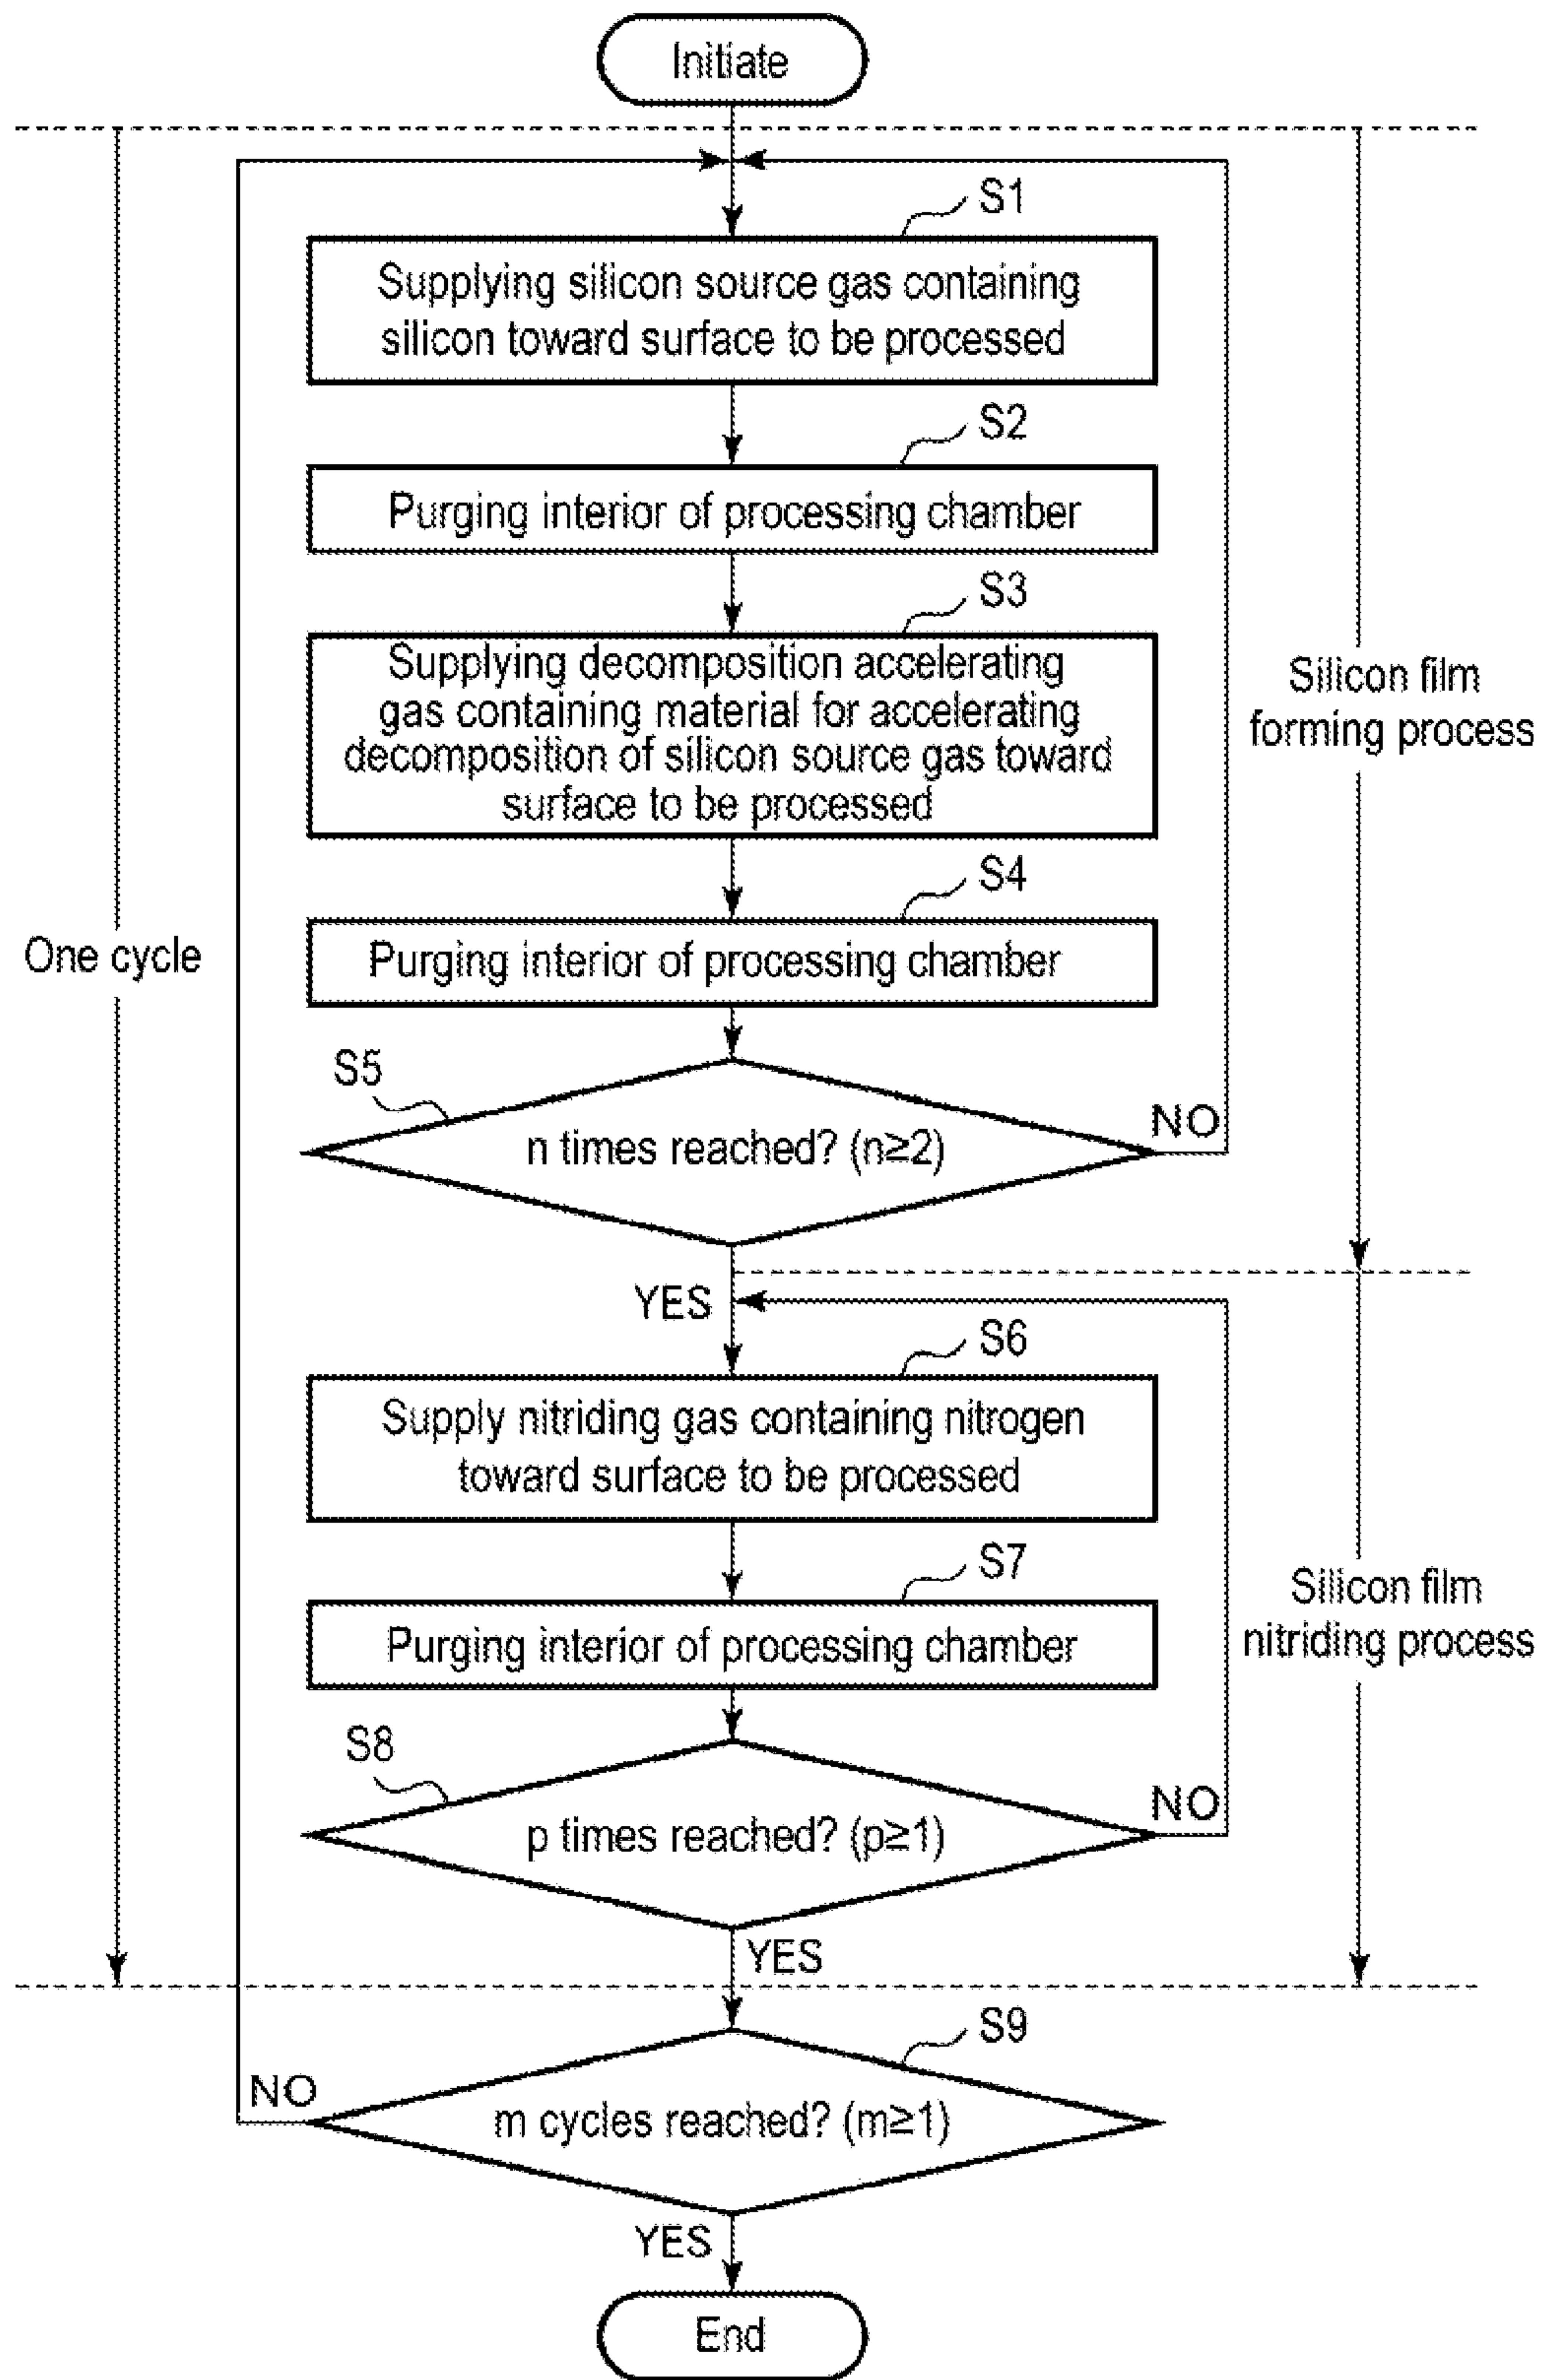 Initiate
S1
Supplying silicon source gas containing
silicon toward surface to be processed
S2
Purging interior of processing chamber
S3
Supplying decomposition accelerating
gas containing material for accelerating
decomposition of silicon source gas toward
surface to be processed
Silicon film
forming process
S4
Purging interior of processing chamber
One cycle
S5
n times reached? (n≥2)
NO
YES
S6
Supply nitriding gas containing nitrogen
toward surface to be processed
S7
Purging interior of processing chamber
Silicon film
nitriding process
S8
p times reached? (p≥1)
NO
YES
S9
m cycles reached? (m≥1)
NO
YES
End